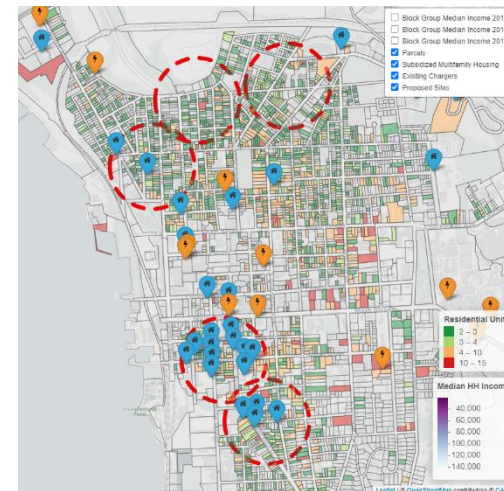 Block Group Median Income 201
Block Group Median Income 201
Block Group Median Income 201
Parcals
Subsidized Multifamily Housing
Existing Chargers
Proposed Sites
Residential Unit
2 – 3
3 – 4
4 – 10
10 – 15
Median HH Incom
40,000
60,000
80,000
100,000
120,000
140,000
Leaflet | © OpenStreetMap contributors © CA